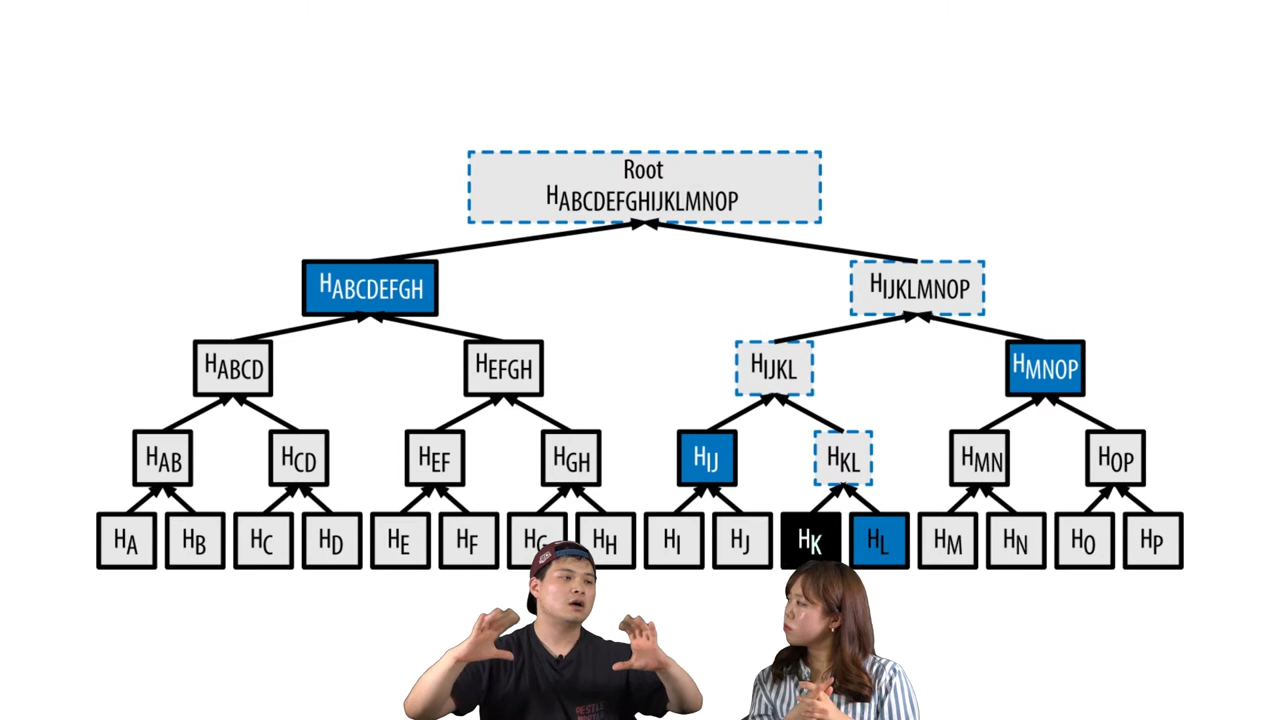 Root
HABCDEFGHIJKLMNOP
HABCDEFGH
HIJKLMNOP
HABCD
HEFGH
HIJKL
HMNOP
HAB
HCD
HEF
HGH
HIJ
HKL
HMN
HOP
HA
HB
HC
HD
HE
HF
HG
HH
HI
HJ
HK
HL
HM
HN
HO
HP